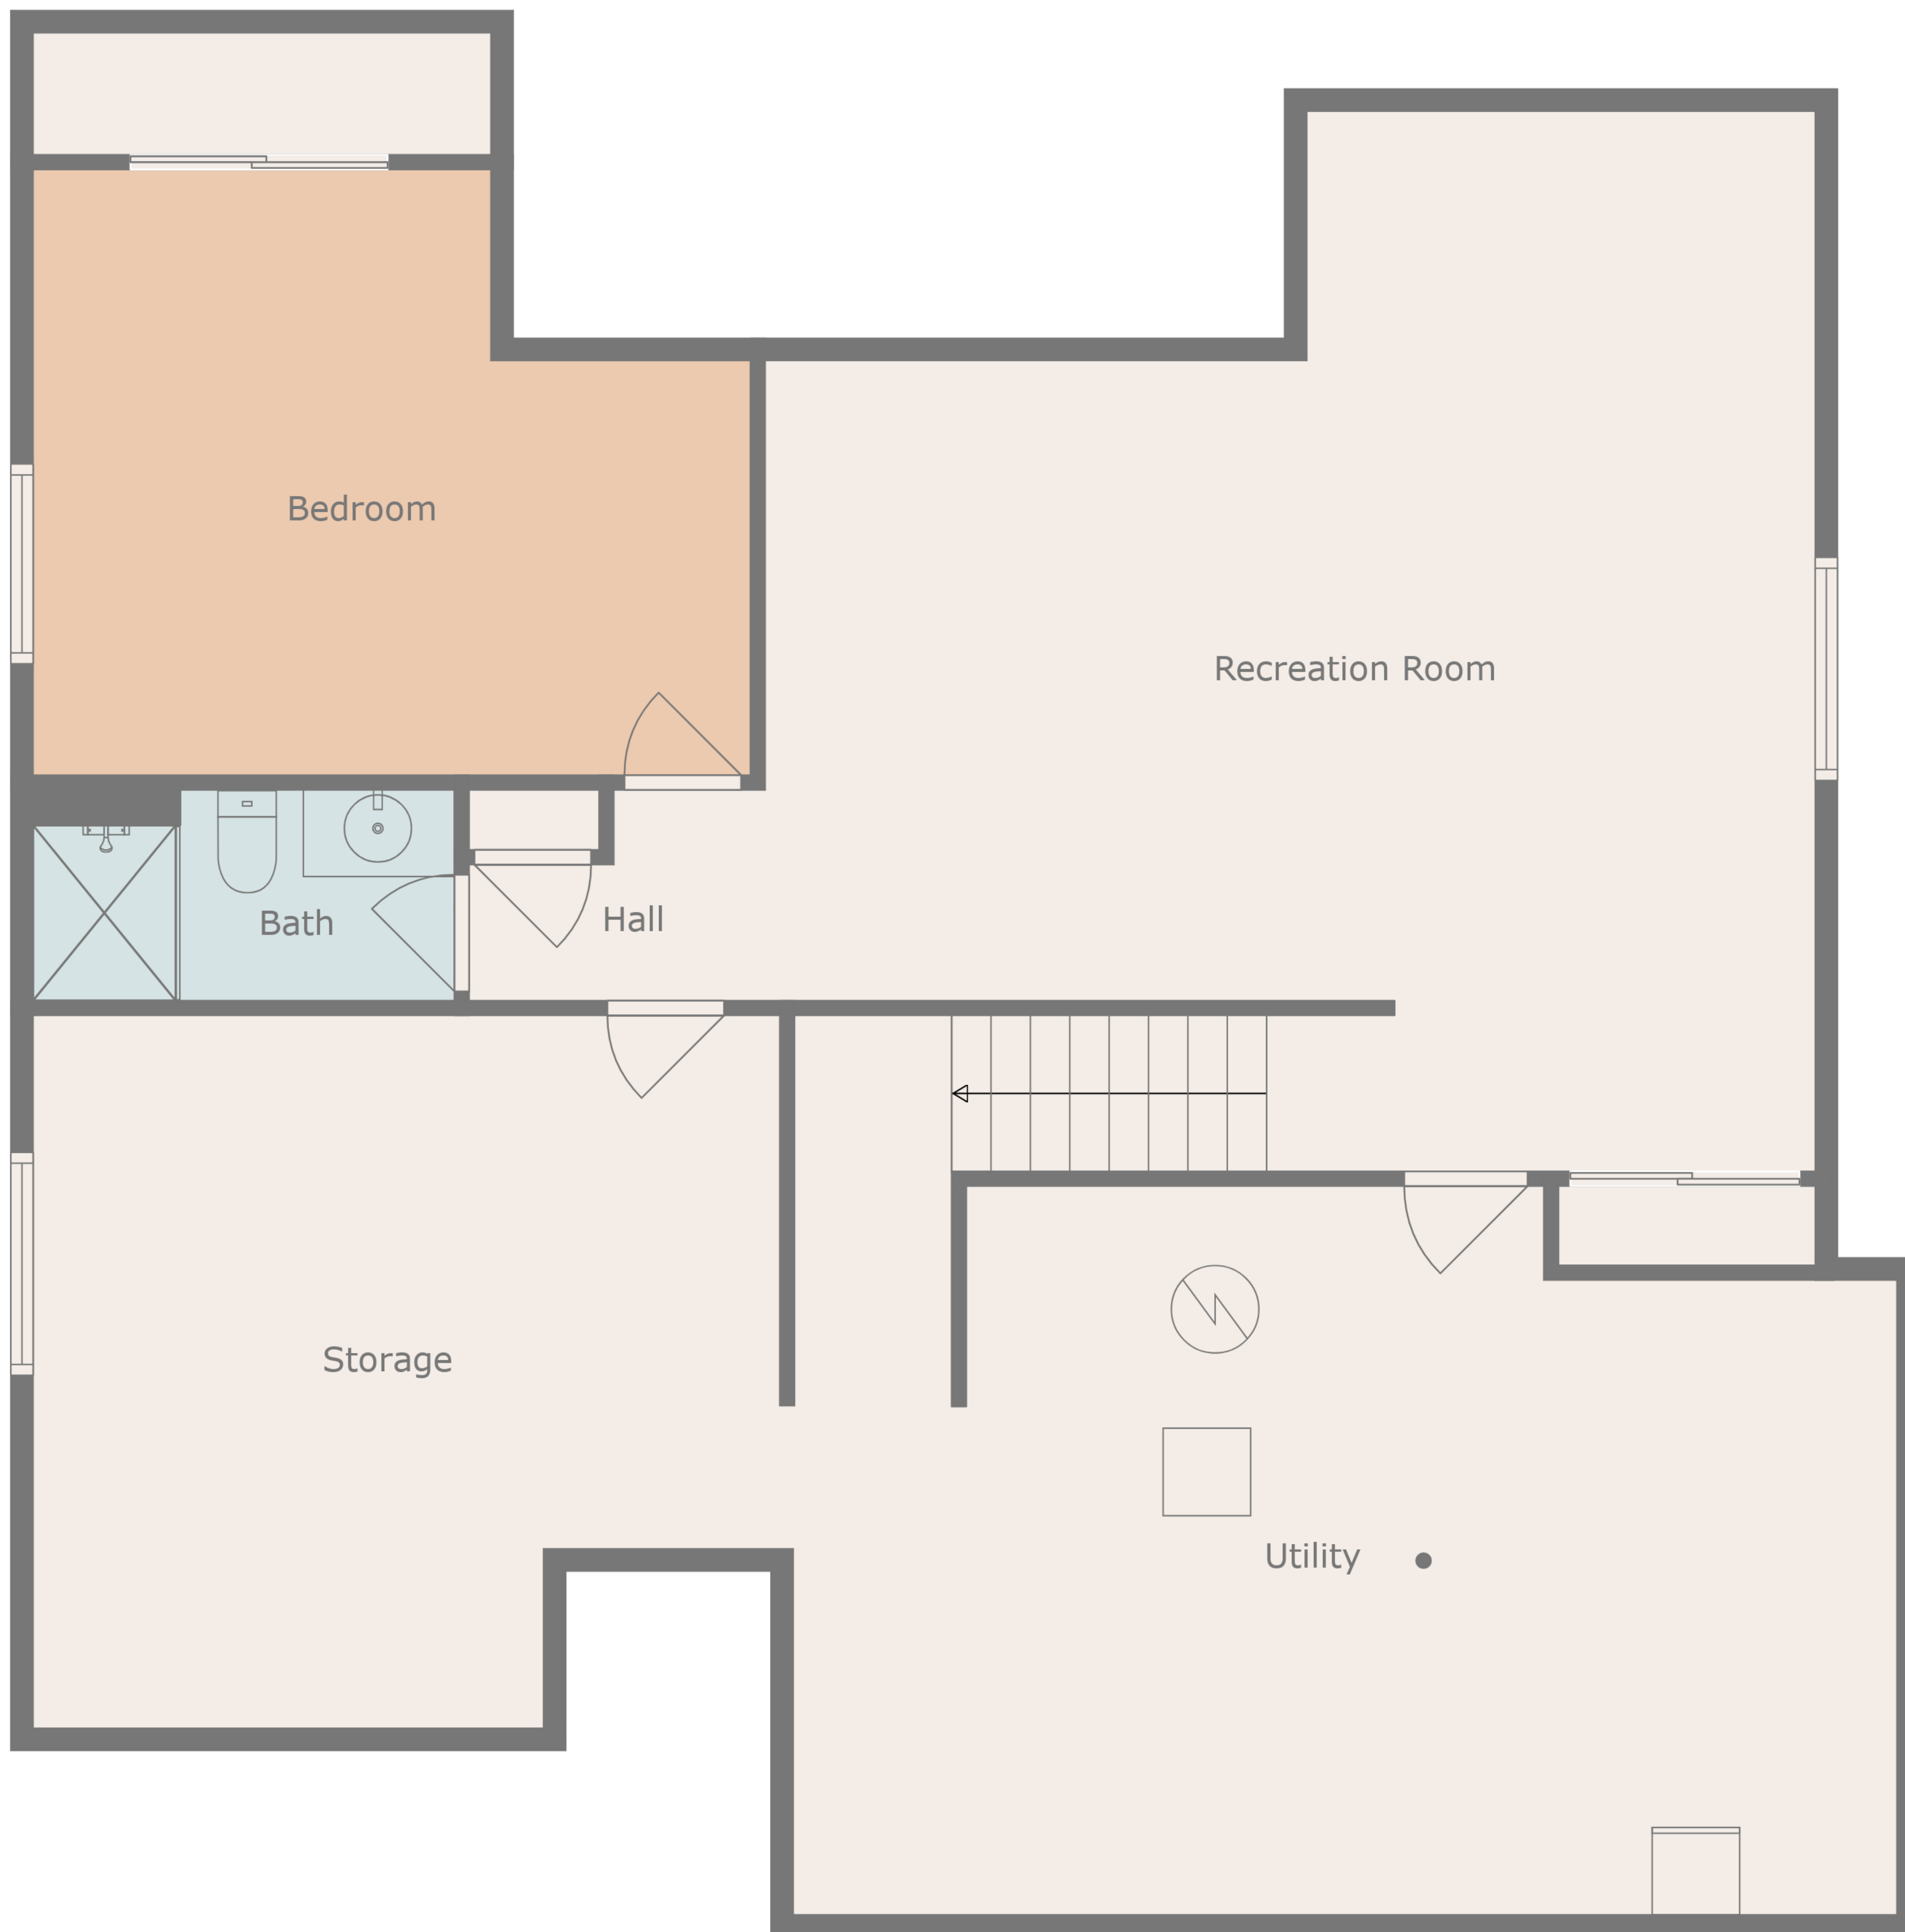 Bedroom
Recreation Room
Bath
Hall
Storage
Utility